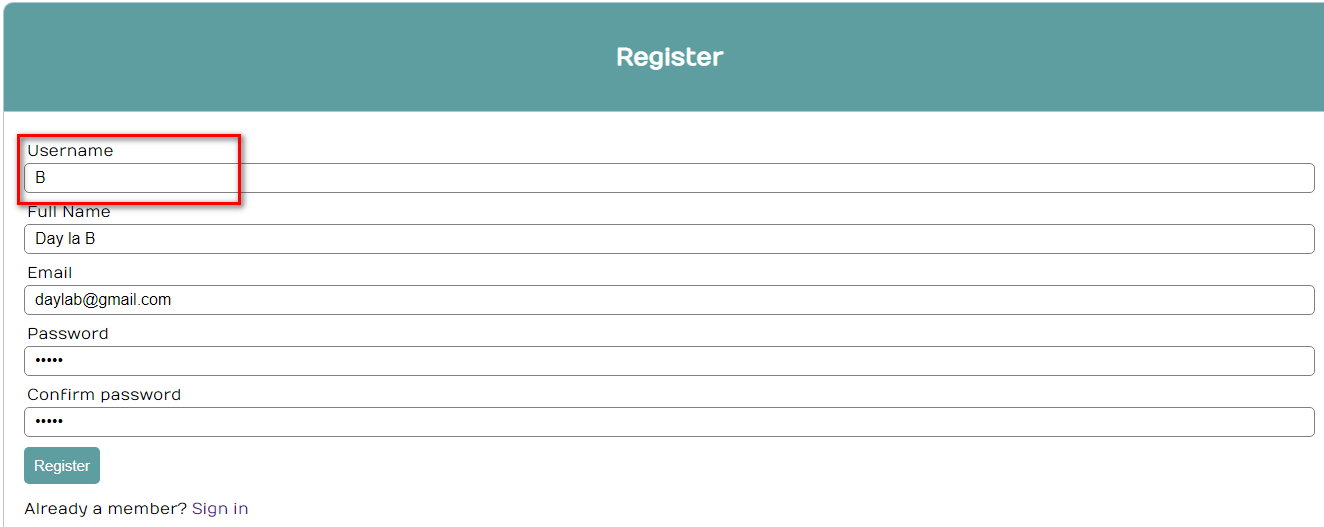 Register
Username
B
Full Name
Day la B
Email
daylab@gmail.com
Password
•••••
Confirm password
•••••
Register
Already a member? Sign in